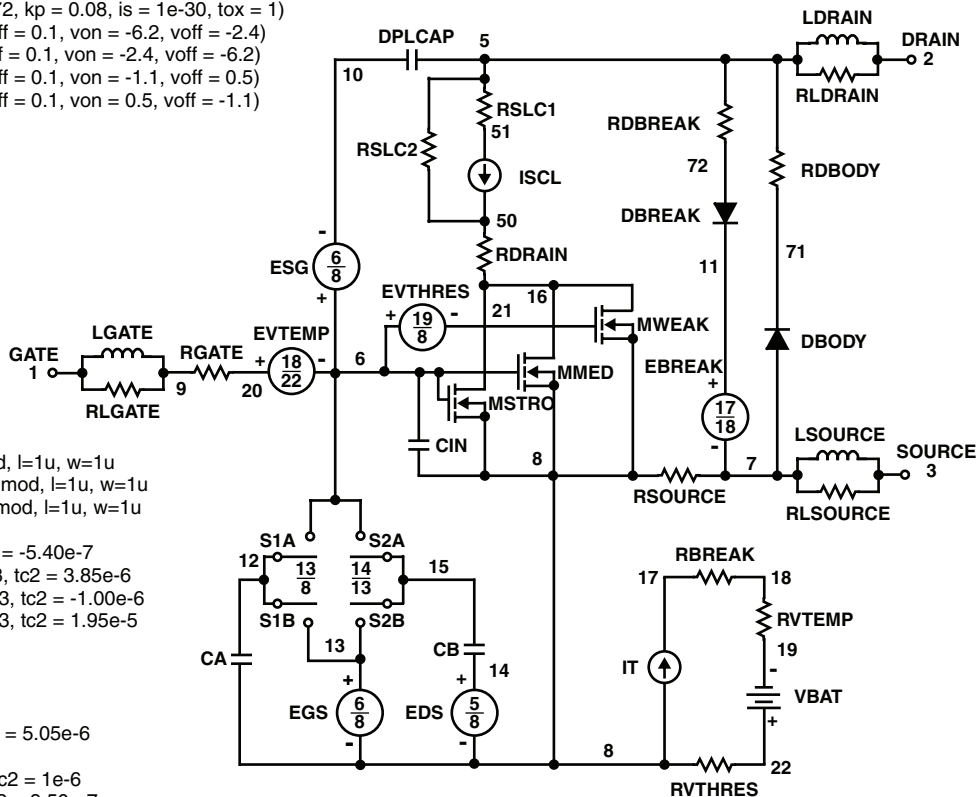 72, kp = 0.08, is = 1e-30, tox = 1)
ff = 0.1, von = -6.2, voff = -2.4)
f = 0.1, von = -2.4, voff = -6.2)
ff = 0.1, von = -1.1, voff = 0.5)
ff = 0.1, von = 0.5, voff = -1.1)
DPLCAP
5
10
LDRAIN
DRAIN
2
RLDRAIN
RSLC1
51
RSLC2
ISCL
50
RDRAIN
RDBREAK
72
RDBODY
DBREAK
71
11
-
ESG
6
8
+
EVTHRES
+
19
8
-
16
21
MWEAK
LGATE
GATE
1
RLGATE
9
RGATE
20
EVTEMP
+
18
22
-
6
MMED
MSTRO
EBREAK
+
17
18
-
DBODY
CIN
8
RSOURCE
7
LSOURCE
SOURCE
3
RLSOURCE
d, l=1u, w=1u
mod, l=1u, w=1u
mod, l=1u, w=1u
= -5.40e-7
3, tc2 = 3.85e-6
3, tc2 = -1.00e-6
3, tc2 = 1.95e-5
= 5.05e-6
tc2 = 1e-6
S1A
S2A
12
13
8
14
13
15
S1B
S2B
13
CA
CB
14
+
EGS
6
8
-
+
EDS
5
8
-
8
RBREAK
17
18
RVTEMP
19
IT
-
VBAT
+
22
RVTHRES